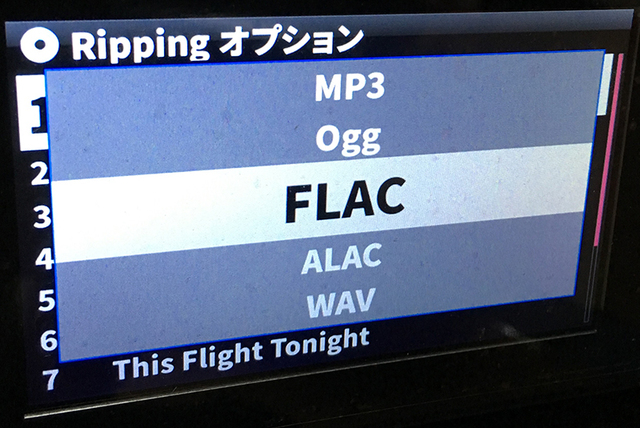 Ripping オプション
1
MP3
Ogg
2
FLAC
3
4
ALAC
5
WAV
6
7 This Flight Tonight